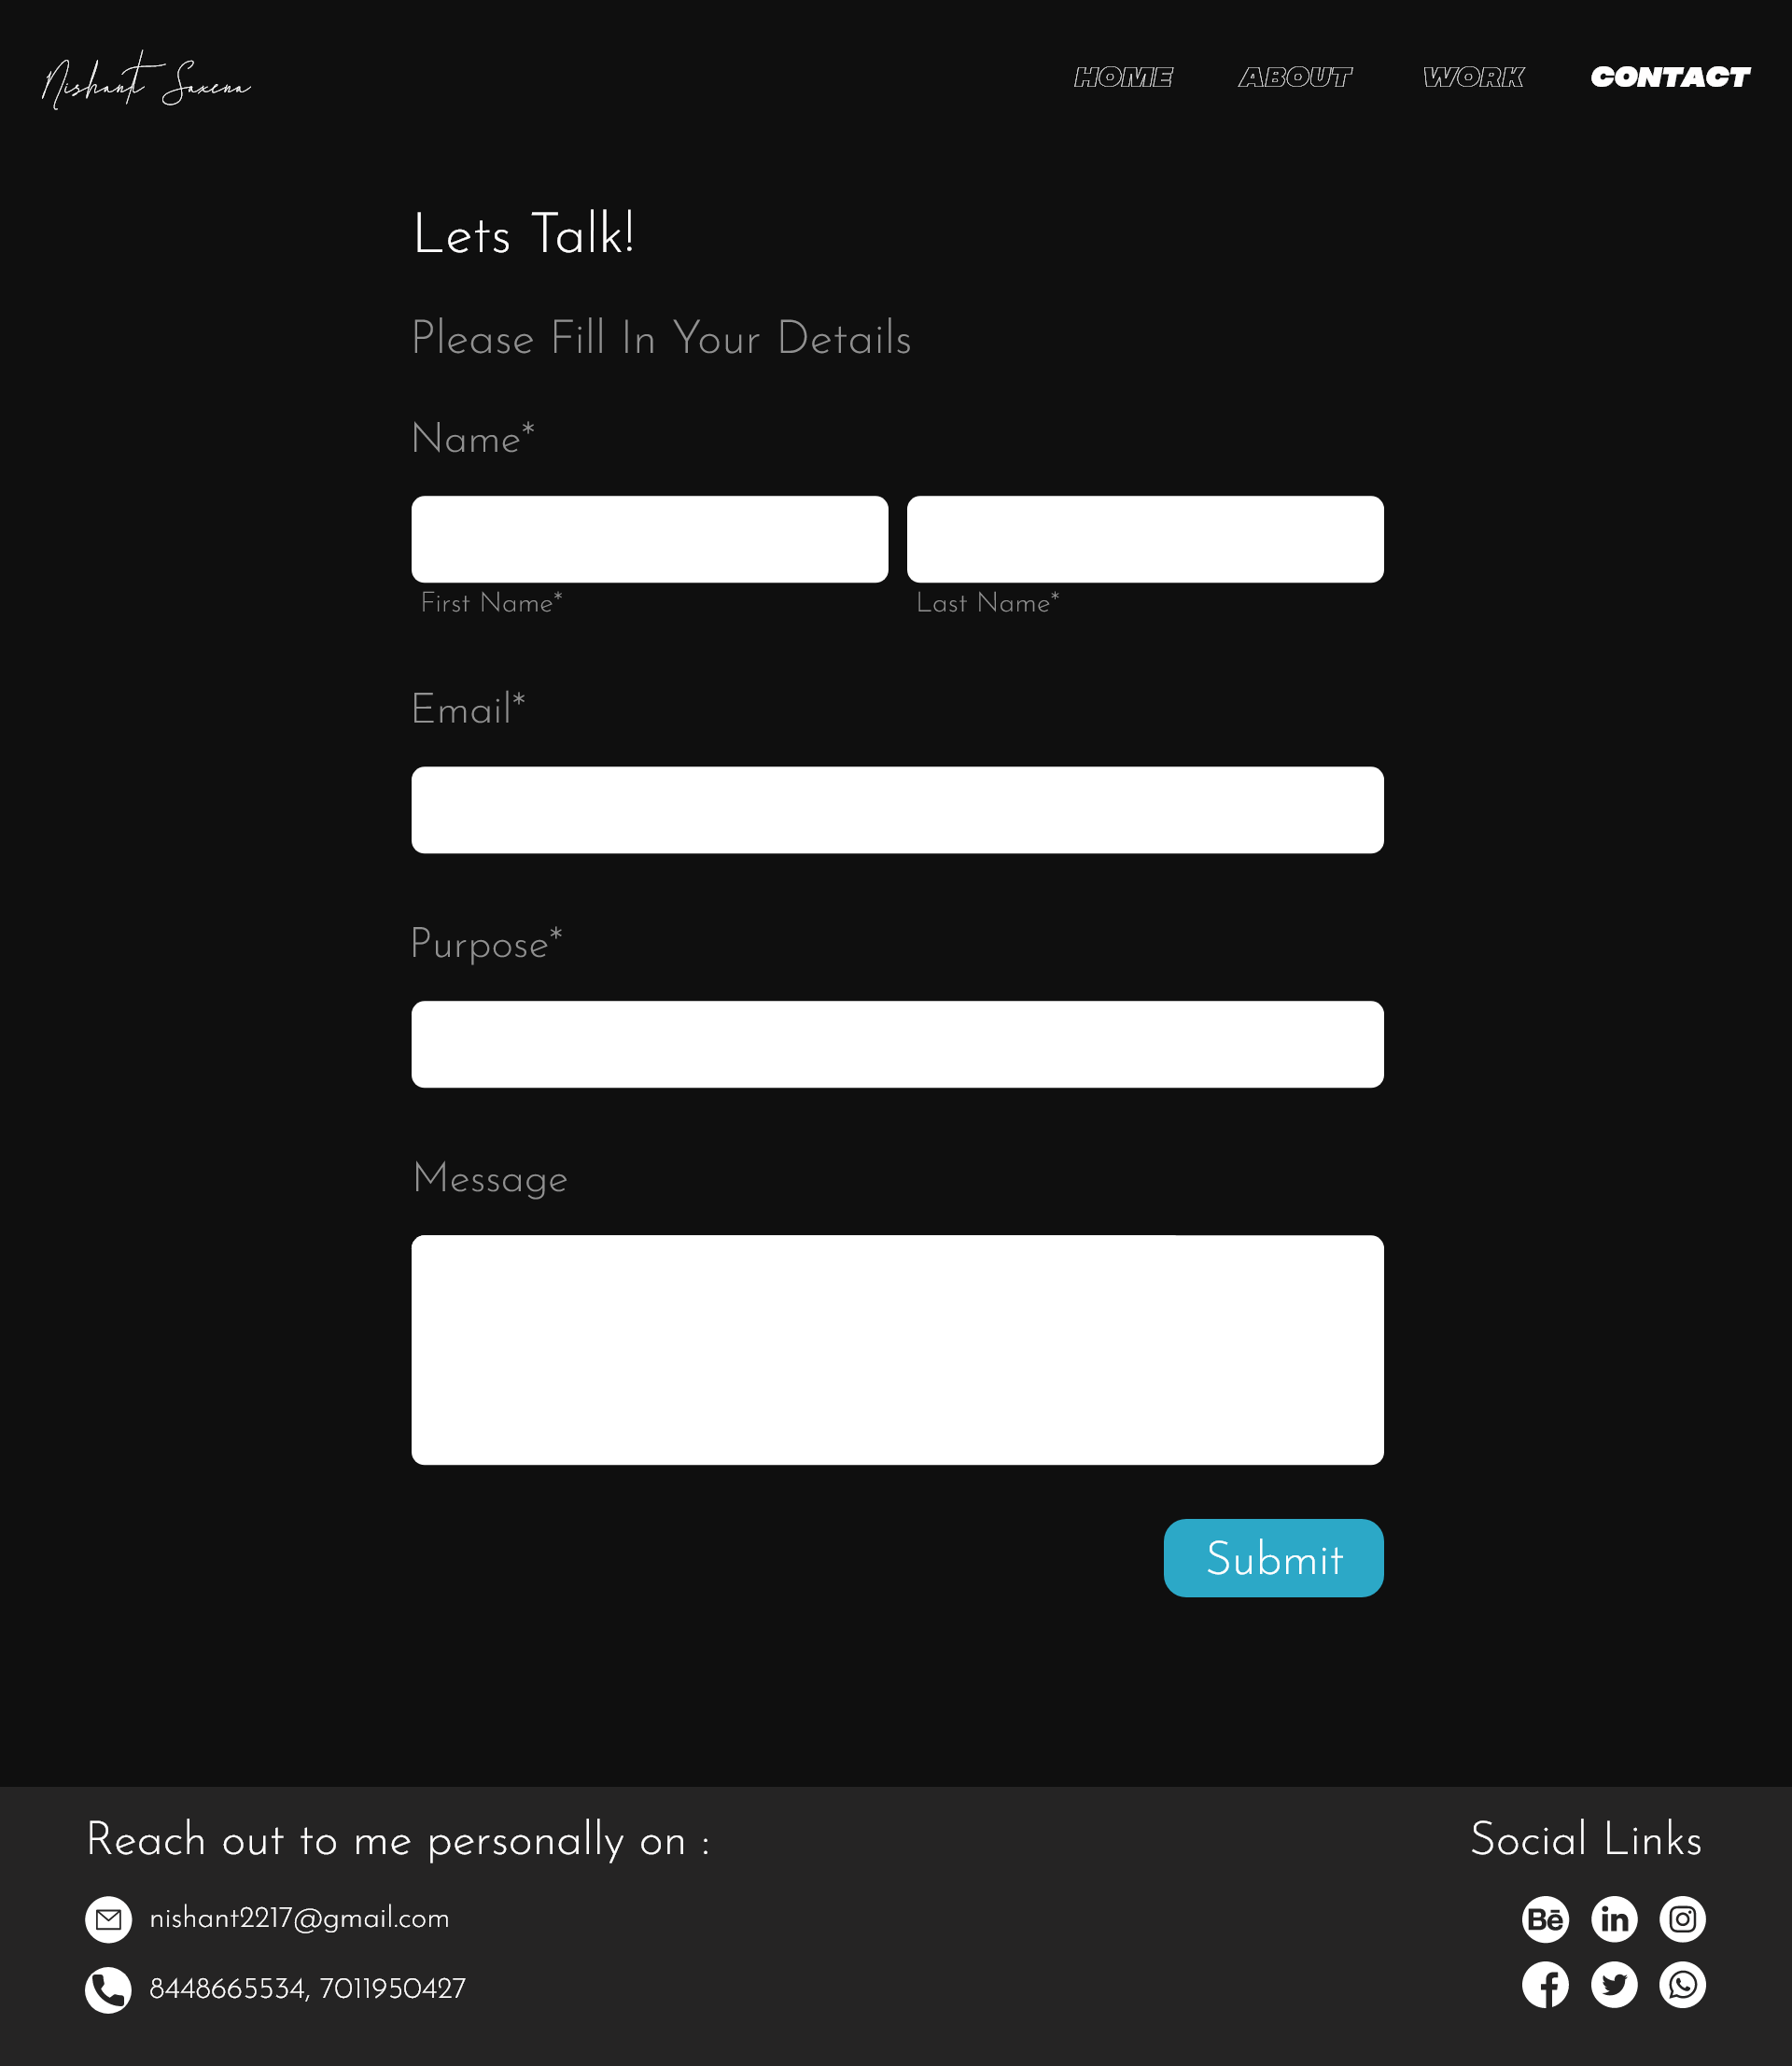 Nishant Saxena
HOME ABOUT WORK CONTACT
Lets Talk!
Please Fill In Your Details
Name*
First Name* Last Name*
Email*
Purpose*
Message
Submit
Reach out to me personally on :
Social Links
nishant2217@gmail.com
Bē in
8448665534, 7011950427
f